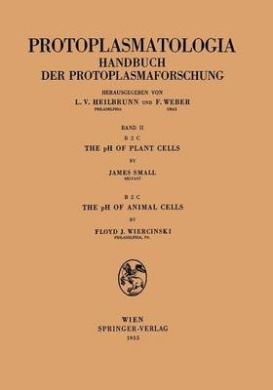 PROTOPLASMATOLOGIA
HANDBUCH
DER PROTOPLASMAFORSCHUNG
HERAUSGEGEBEN VON
L. V. HEILBRUNN UND F. WEBER
PHILADELPHIA GRAZ
BAND II
B 2 C
THE pH OF PLANT CELLS
BY
JAMES SMALL
BELFAST
B 2 C
THE pH OF ANIMAL CELLS
BY
FLOYD J. WIERCINSKI
PHILADELPHIA, PA.
WIEN
SPRINGER-VERLAG
1955